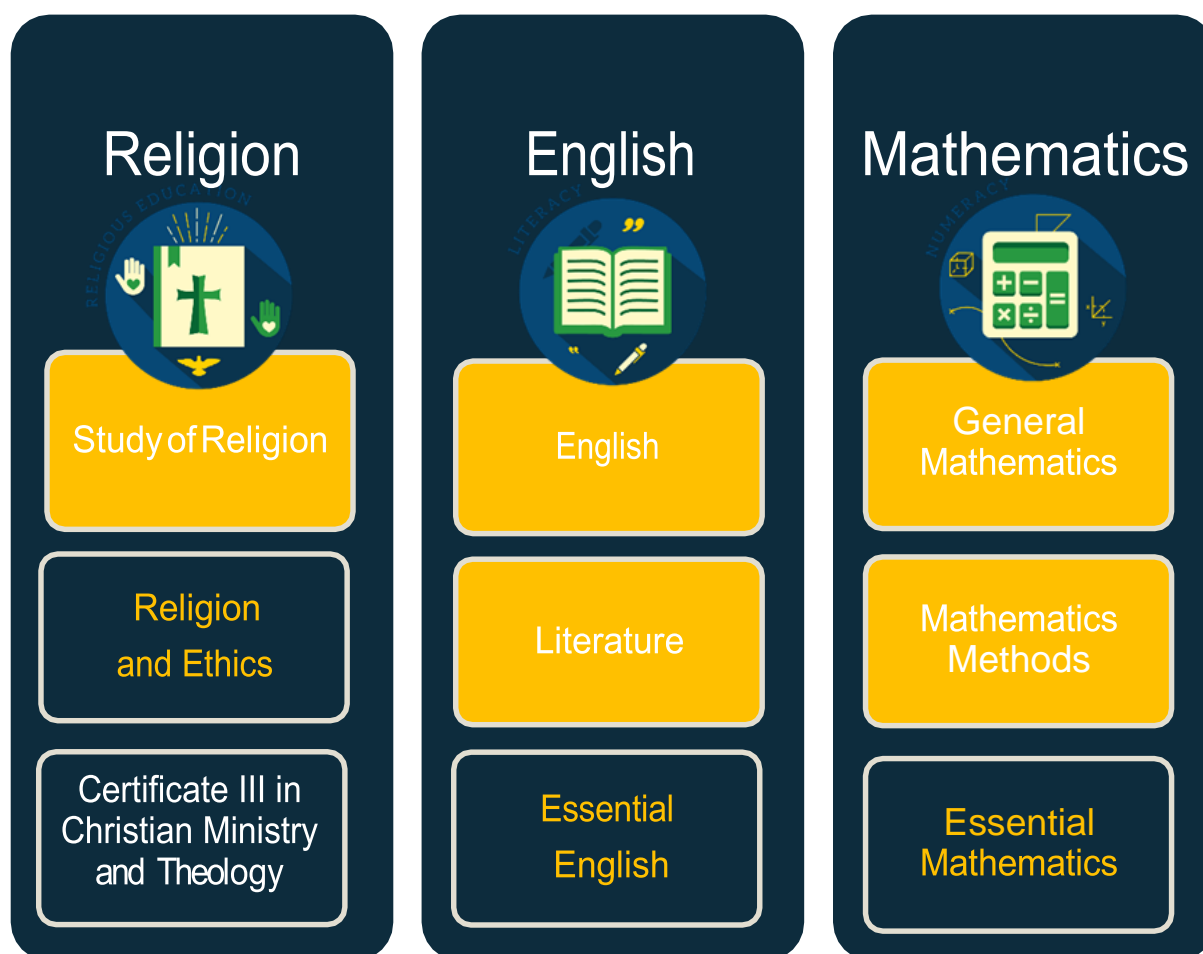 Religion
RELIGIOUS EDUCATION
Study of Religion
Religion
and Ethics
Certificate III in
Christian Ministry
and Theology
English
LITERACY
English
Literature
Essential
English
Mathematics
NUMERACY
General
Mathematics
Mathematics
Methods
Essential
Mathematics